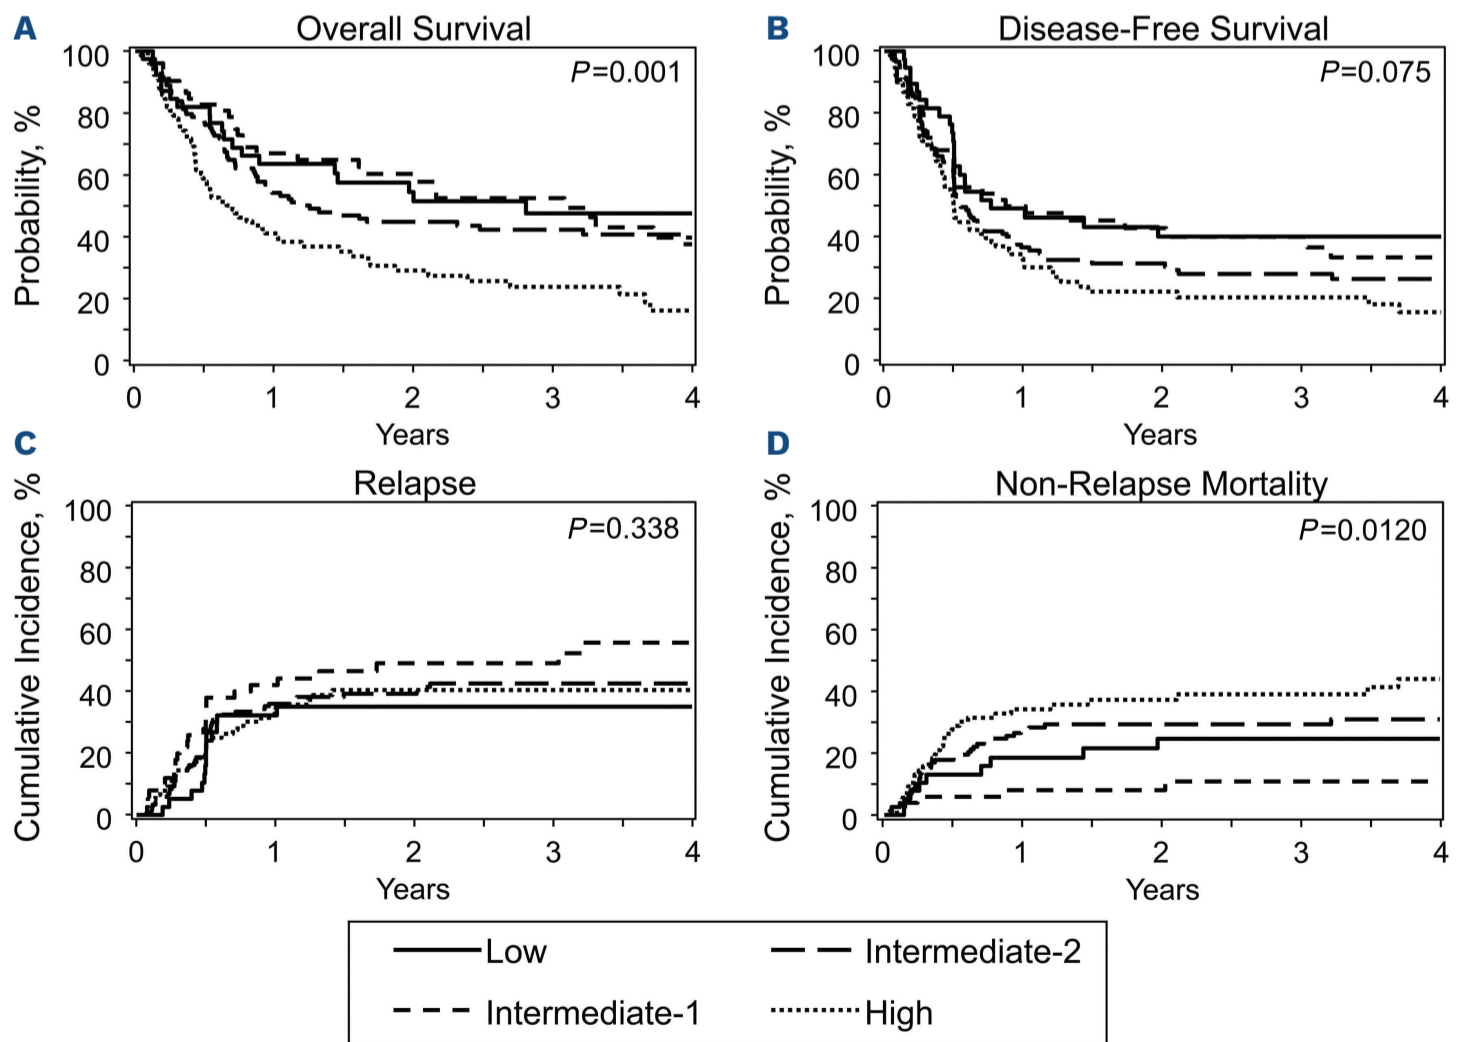 A
Overall Survival
P=0.001
Probability, %
100
80
60
40
20
0
0 1 2 3 4
Years
B
Disease-Free Survival
P=0.075
Probability, %
100
80
60
40
20
0
0 1 2 3 4
Years
C
Relapse
P=0.338
Cumulative Incidence, %
100
80
60
40
20
0
0 1 2 3 4
Years
D
Non-Relapse Mortality
P=0.0120
Cumulative Incidence, %
100
80
60
40
20
0
0 1 2 3 4
Years
Low
Intermediate-2
Intermediate-1
High